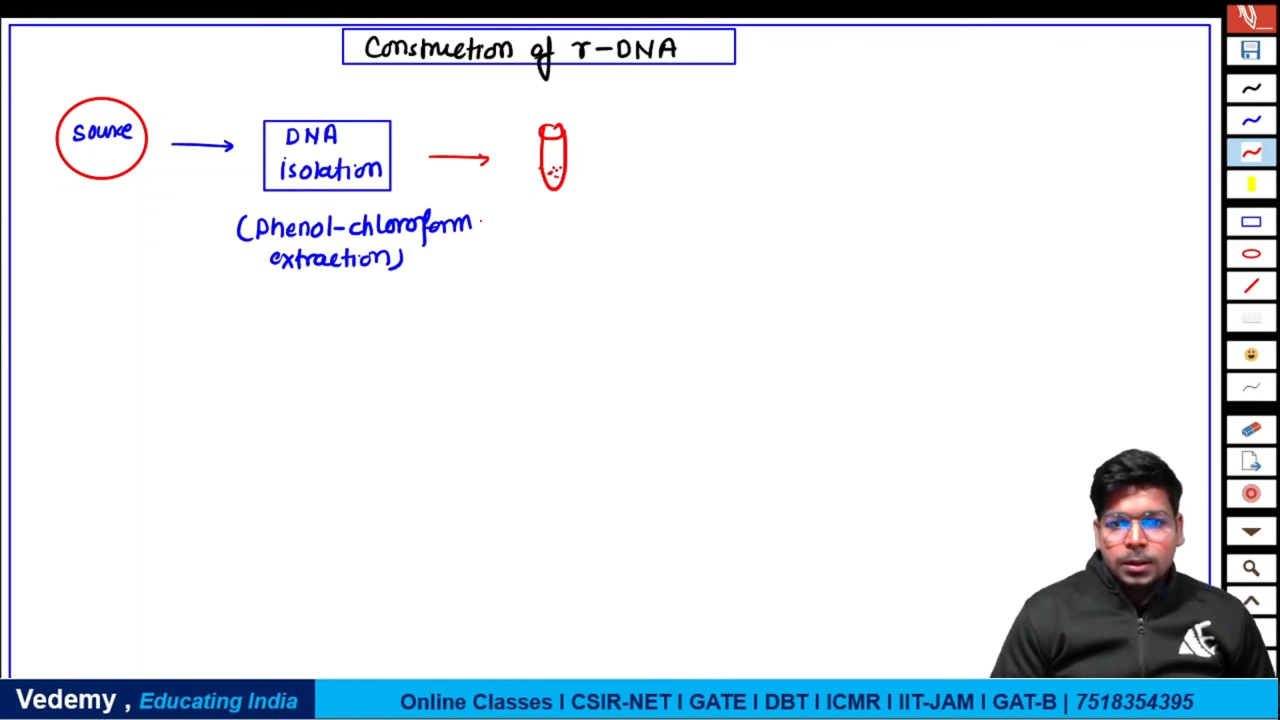 Construction of r-DNA
Source
DNA
isolation
(Phenol-chloroform
extraction)
Vedemy , Educating India
Online Classes I CSIR-NET I GATE I DBT I ICMR I IIT-JAM I GAT-B | 7518354395